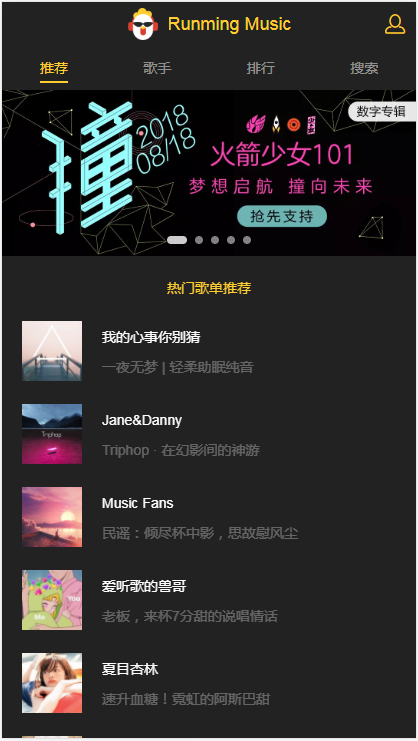 Runming Music
推荐 歌手 排行 搜索
数字专辑
撞
2018
08/18
火箭少女101
梦想启航 撞向未来
抢先支持
热门歌单推荐
我的心事你别猜
一夜无梦 | 轻柔助眠纯音
Jane&Danny
Triphop · 在幻影间的神游
Triphop
Music Fans
民谣：倾尽杯中影，思故慰风尘
爱听歌的兽哥
老板，来杯7分甜的说唱情话
You
Me
夏目杏林
速升血糖！霓虹的阿斯巴甜